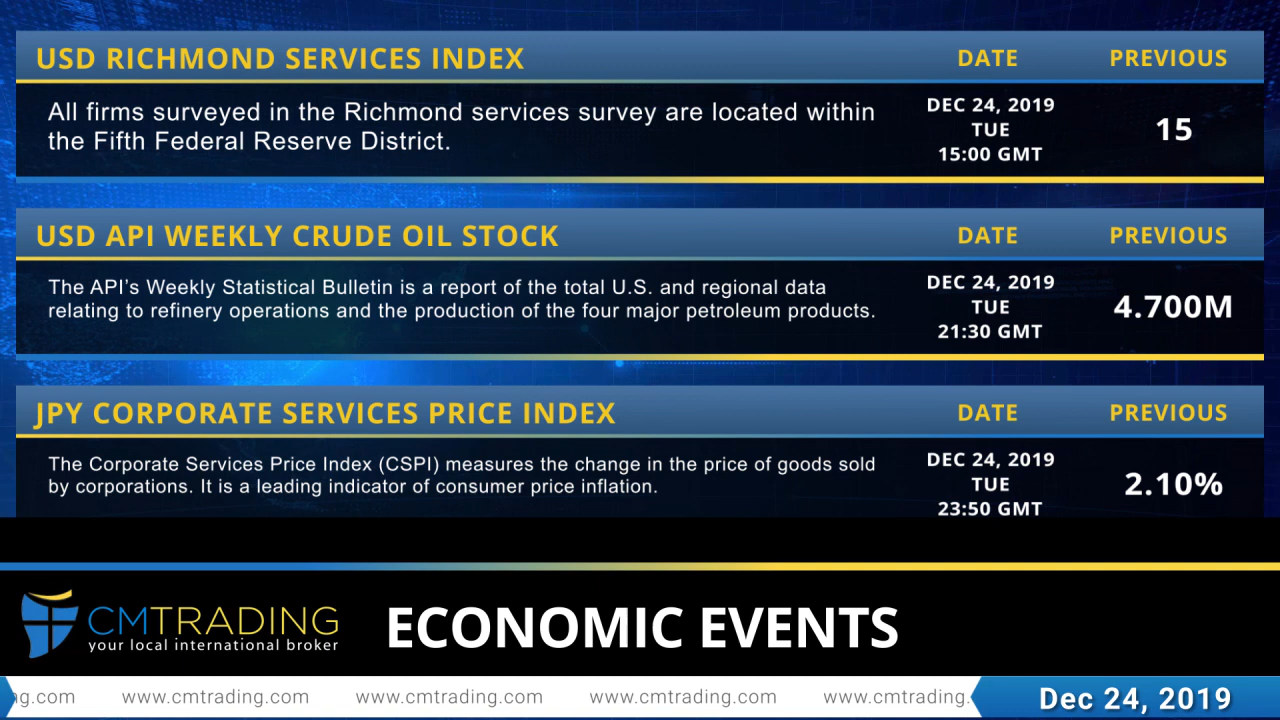 USD RICHMOND SERVICES INDEX DATE PREVIOUS
All firms surveyed in the Richmond services survey are located within
the Fifth Federal Reserve District.
DEC 24, 2019
TUE
15:00 GMT
15
USD API WEEKLY CRUDE OIL STOCK DATE PREVIOUS
The API's Weekly Statistical Bulletin is a report of the total U.S. and regional data
relating to refinery operations and the production of the four major petroleum products.
DEC 24, 2019
TUE
21:30 GMT
4.700M
JPY CORPORATE SERVICES PRICE INDEX DATE PREVIOUS
The Corporate Services Price Index (CSPI) measures the change in the price of goods sold
by corporations. It is a leading indicator of consumer price inflation.
DEC 24, 2019
TUE
23:50 GMT
2.10%
CMTRADING
your local international broker
ECONOMIC EVENTS
ng.com www.cmtrading.com www.cmtrading.com www.cmtrading.com www.cmtrading.
Dec 24, 2019